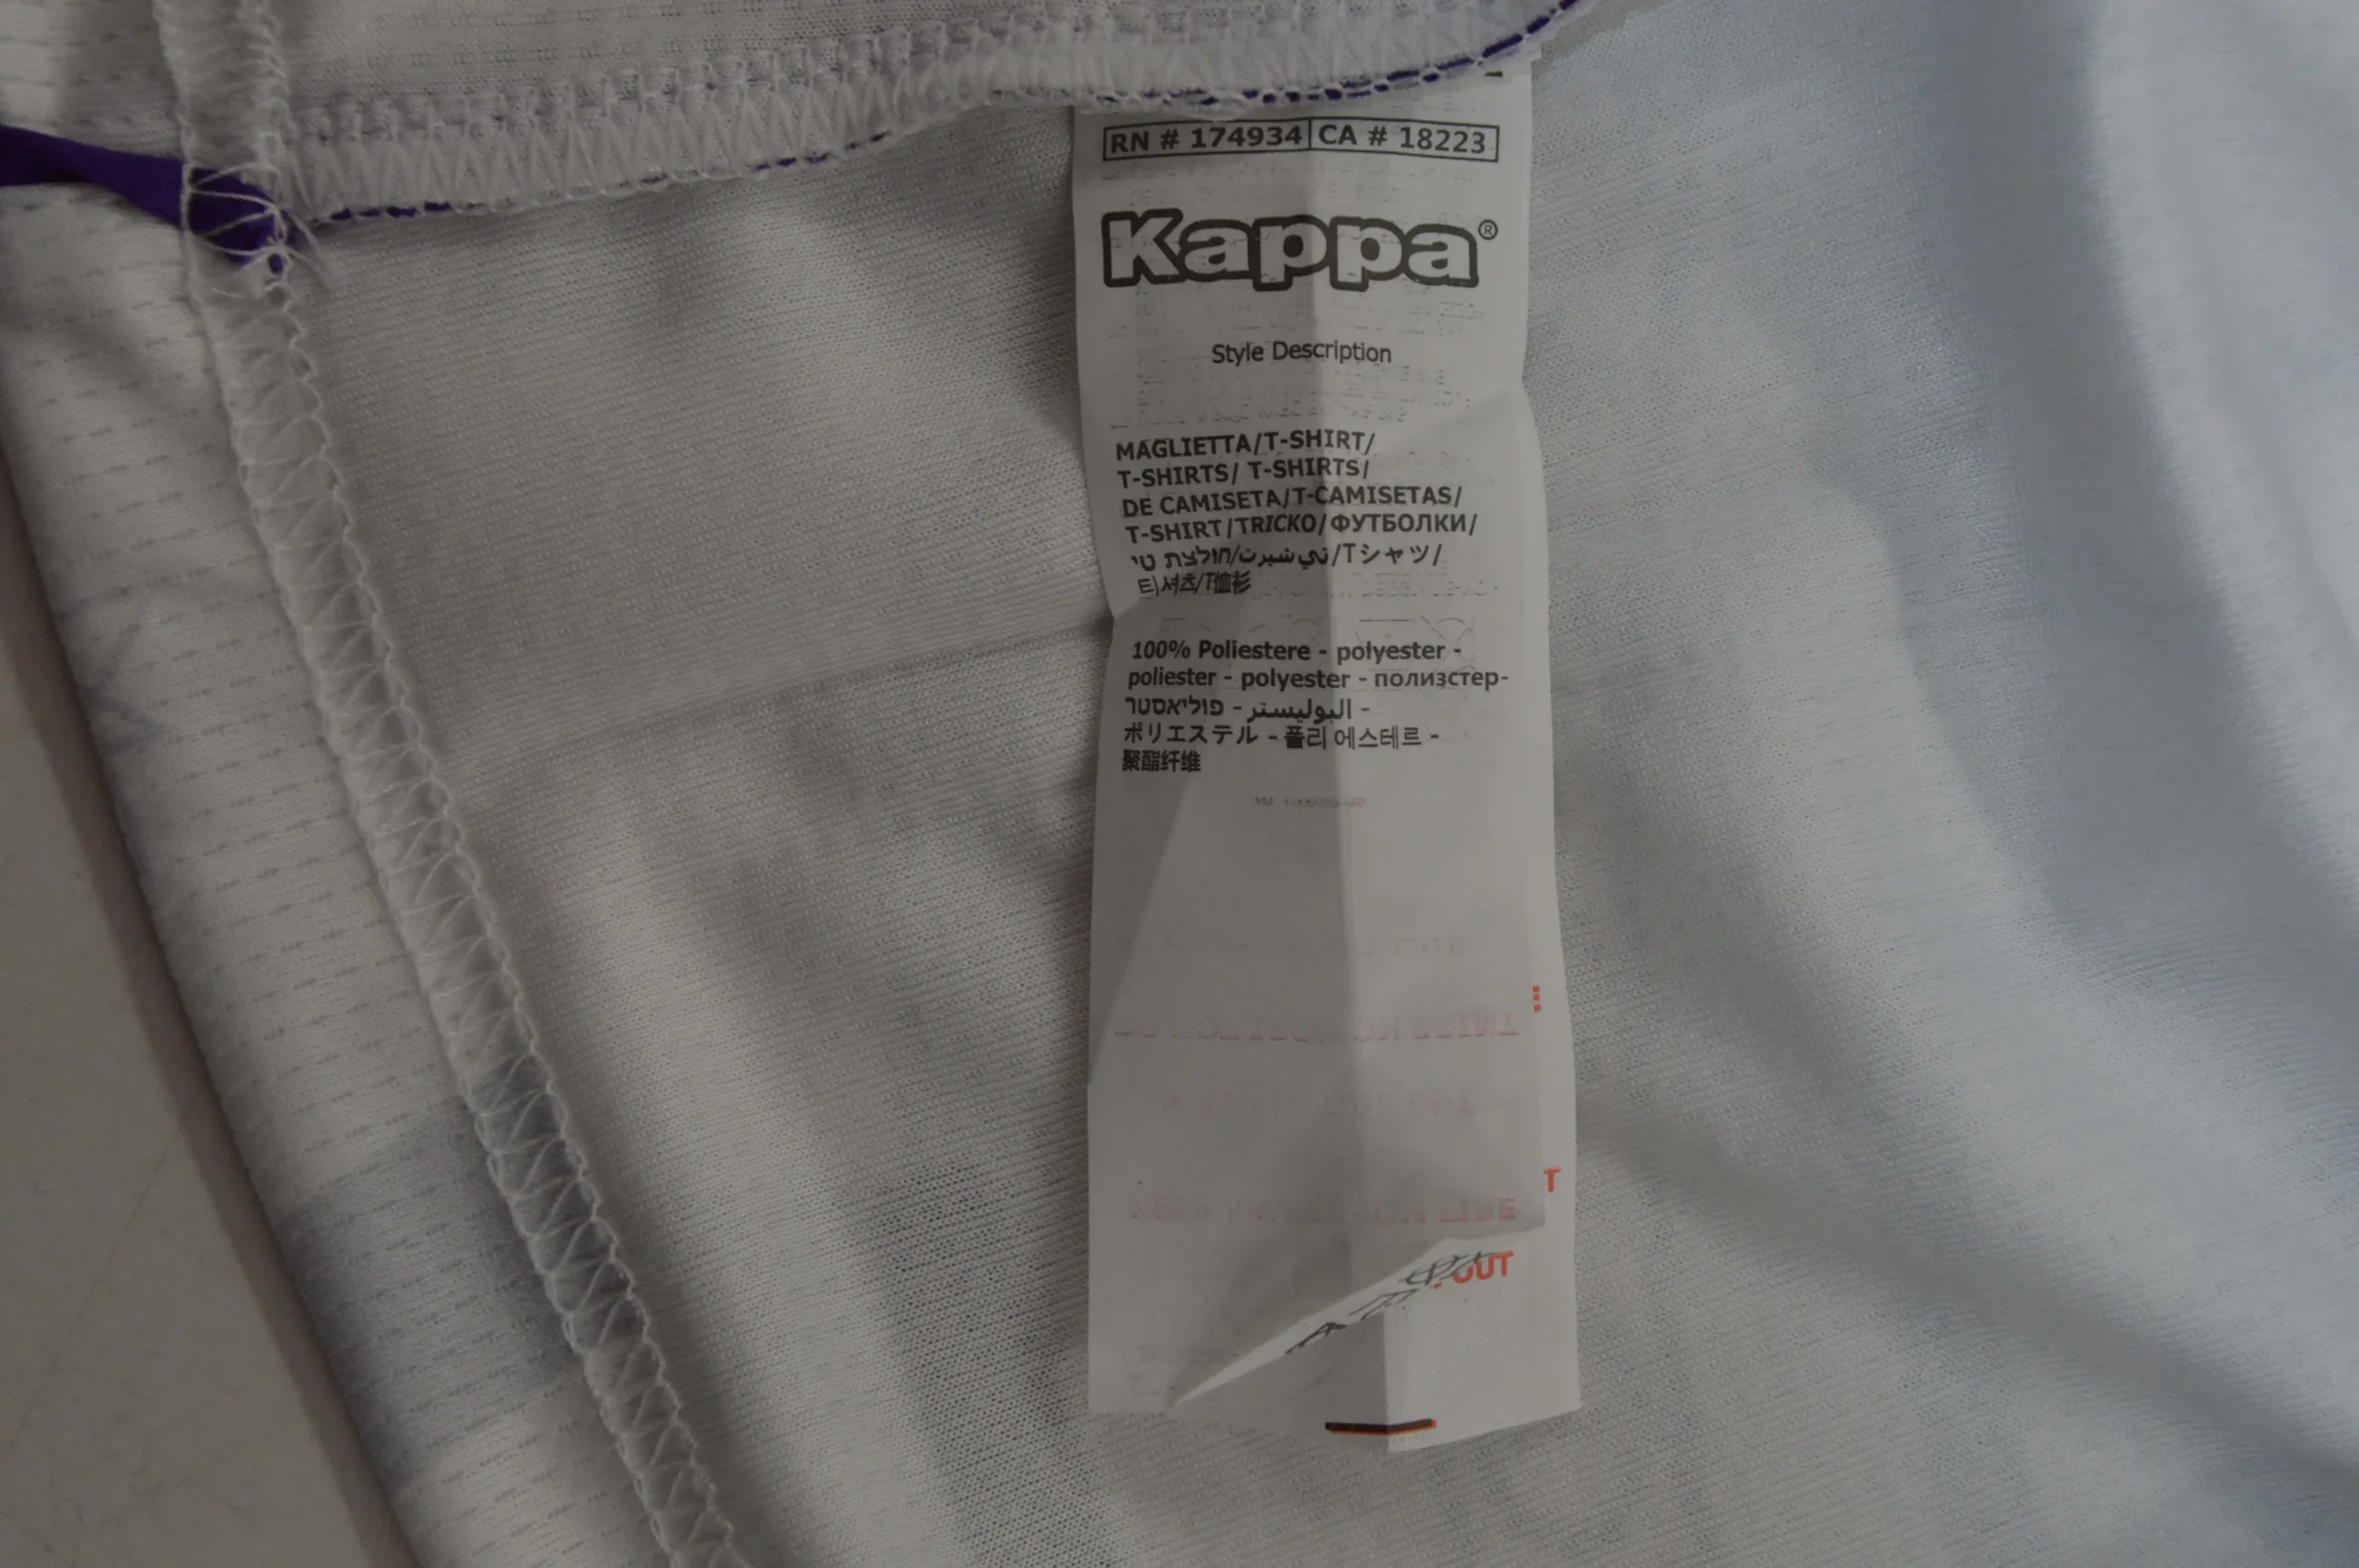 RN # 174934 CA # 18223
Kappa®
Style Description
MAGLIETTA/T-SHIRT/
T-SHIRTS/ T-SHIRTS/
DE CAMISETA/T-CAMISETAS/
T-SHIRT/TRICKO/ФУТБОЛКИ/
חולצת טי/تي شيرت/Tシャツ/
티셔츠/T恤衫
100% Poliestere - polyester -
poliester - polyester - полизстер-
פוליאסטר - البوليستر -
ポリエステル - 폴리 에스테르 -
聚酯纤维
T
OUT